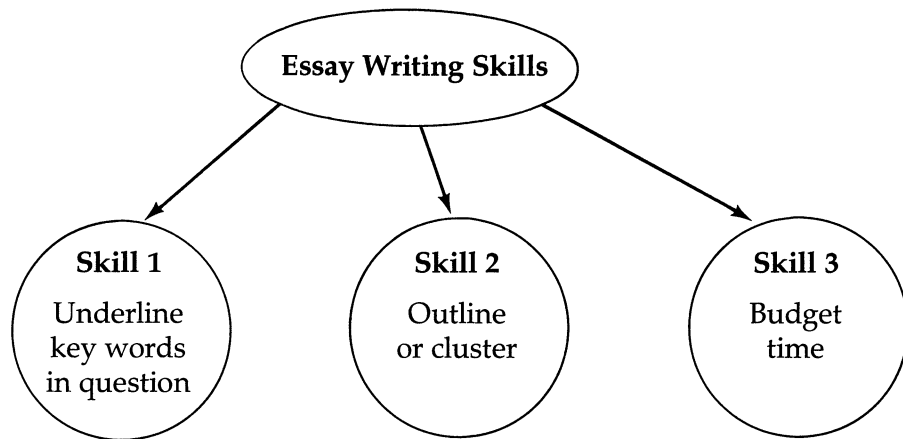 Essay Writing Skills
Skill 1
Underline
key words
in question
Skill 2
Outline
or cluster
Skill 3
Budget
time